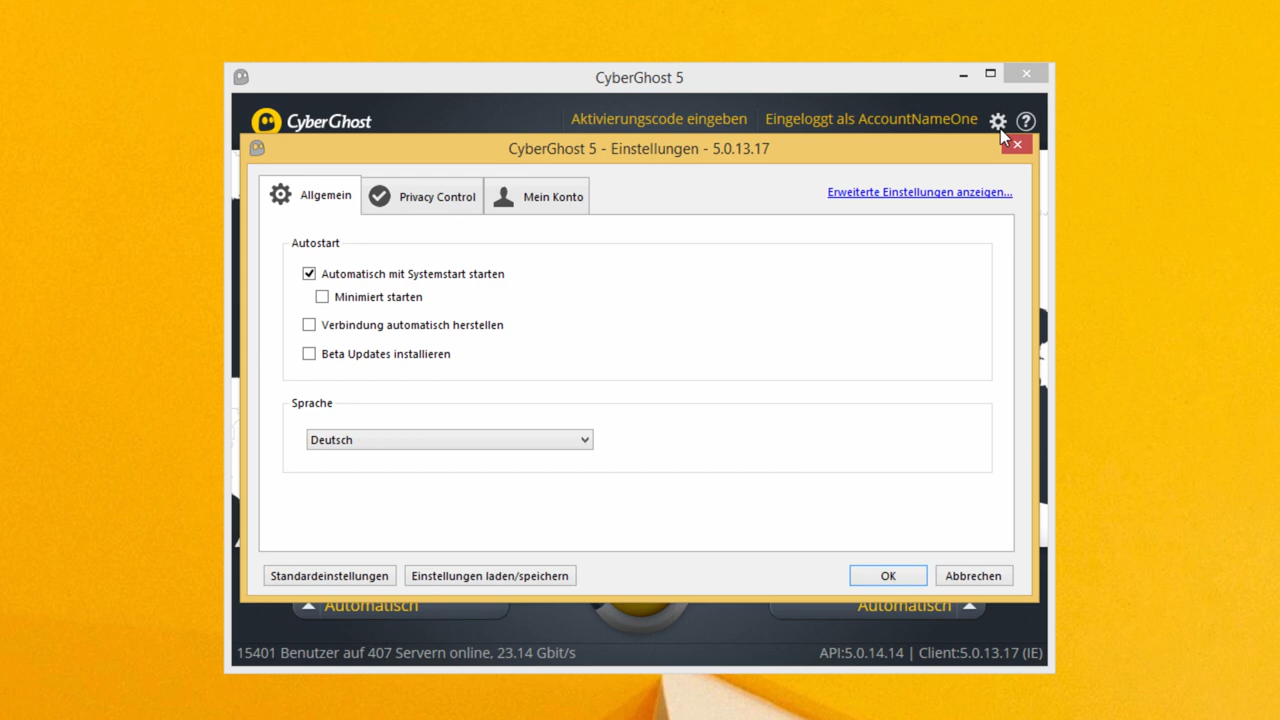 CyberGhost 5
CyberGhost
Aktivierungscode eingeben
Eingeloggt als AccountNameOne
CyberGhost 5 - Einstellungen - 5.0.13.17
Allgemein
Privacy Control
Mein Konto
Erweiterte Einstellungen anzeigen...
Autostart
Automatisch mit Systemstart starten
Minimiert starten
Verbindung automatisch herstellen
Beta Updates installieren
Sprache
Deutsch
Standardeinstellungen
Einstellungen laden/speichern
OK
Abbrechen
Automatisch
Automatisch
15401 Benutzer auf 407 Servern online, 23.14 Gbit/s
API:5.0.14.14 | Client:5.0.13.17 (IE)